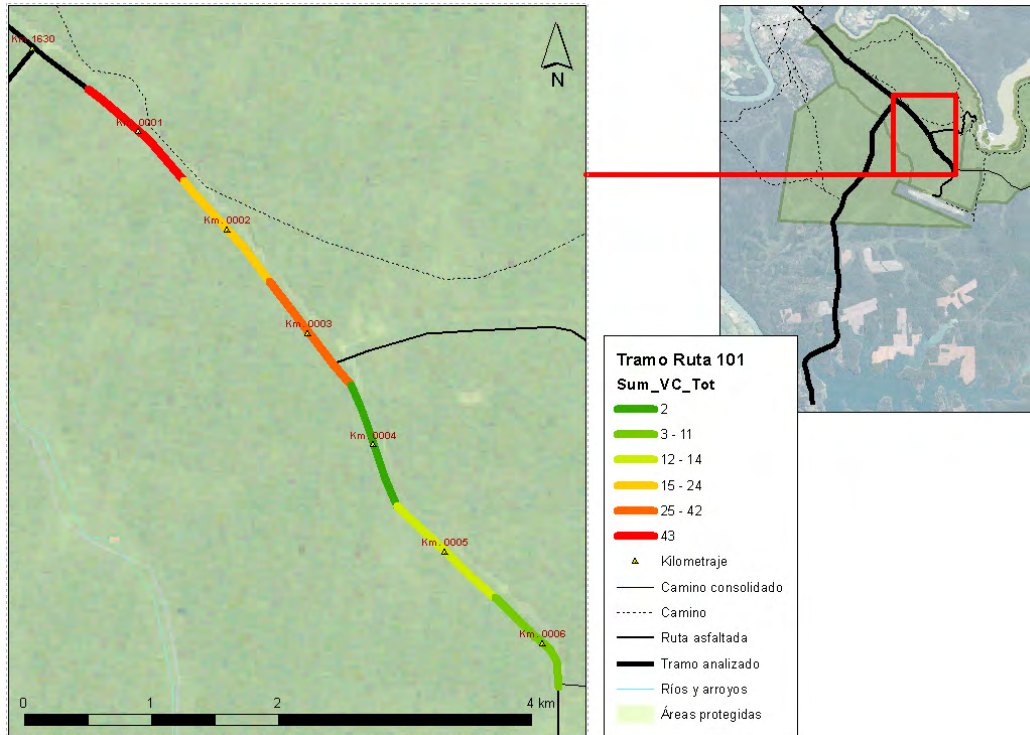 Km. 1630
N
Km. 0001
Km. 0002
Km. 0003
Km. 0004
Km. 0005
Km. 0006
0 1 2 4 km
Tramo Ruta 101
Sum_VC_Tot
2
3 - 11
12 - 14
15 - 24
25 - 42
43
Kilometraje
Camino consolidado
Camino
Ruta asfaltada
Tramo analizado
Ríos y arroyos
Áreas protegidas